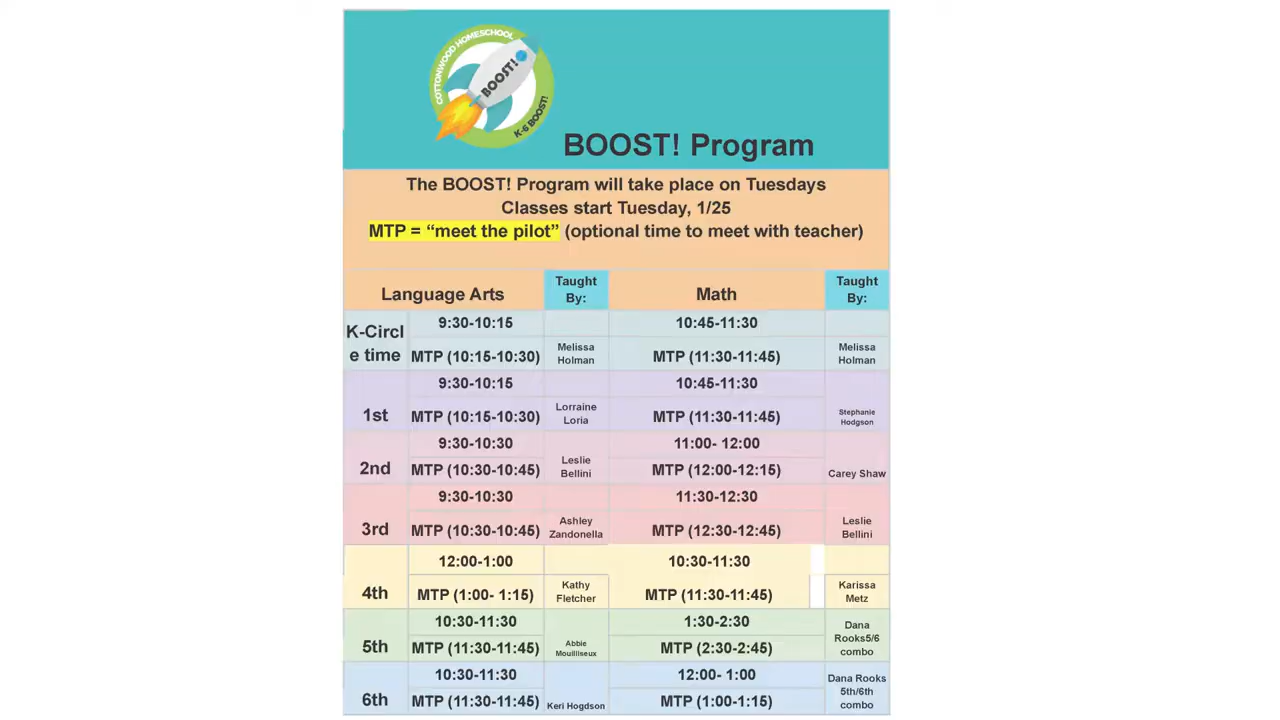 COTTONWOOD HOMESCHOOL
BOOST!
K-6 BOOST!
BOOST! Program
The BOOST! Program will take place on Tuesdays
Classes start Tuesday, 1/25
MTP = “meet the pilot” (optional time to meet with teacher)
Language Arts
Taught
By:
Math
Taught
By:
K-Circl
e time
9:30-10:15
10:45-11:30
MTP (10:15-10:30)
Melissa
Holman
MTP (11:30-11:45)
Melissa
Holman
1st
9:30-10:15
10:45-11:30
MTP (10:15-10:30)
Lorraine
Loria
MTP (11:30-11:45)
Stephanie
Hodgson
2nd
9:30-10:30
11:00- 12:00
MTP (10:30-10:45)
Leslie
Bellini
MTP (12:00-12:15)
Carey Shaw
3rd
9:30-10:30
11:30-12:30
MTP (10:30-10:45)
Ashley
Zandonella
MTP (12:30-12:45)
Leslie
Bellini
4th
12:00-1:00
10:30-11:30
MTP (1:00- 1:15)
Kathy
Fletcher
MTP (11:30-11:45)
Karissa
Metz
5th
10:30-11:30
1:30-2:30
MTP (11:30-11:45)
Abbie
Mouilliseux
MTP (2:30-2:45)
Dana
Rooks5/6
combo
6th
10:30-11:30
12:00- 1:00
MTP (11:30-11:45)
Keri Hogdson
MTP (1:00-1:15)
Dana Rooks
5th/6th
combo